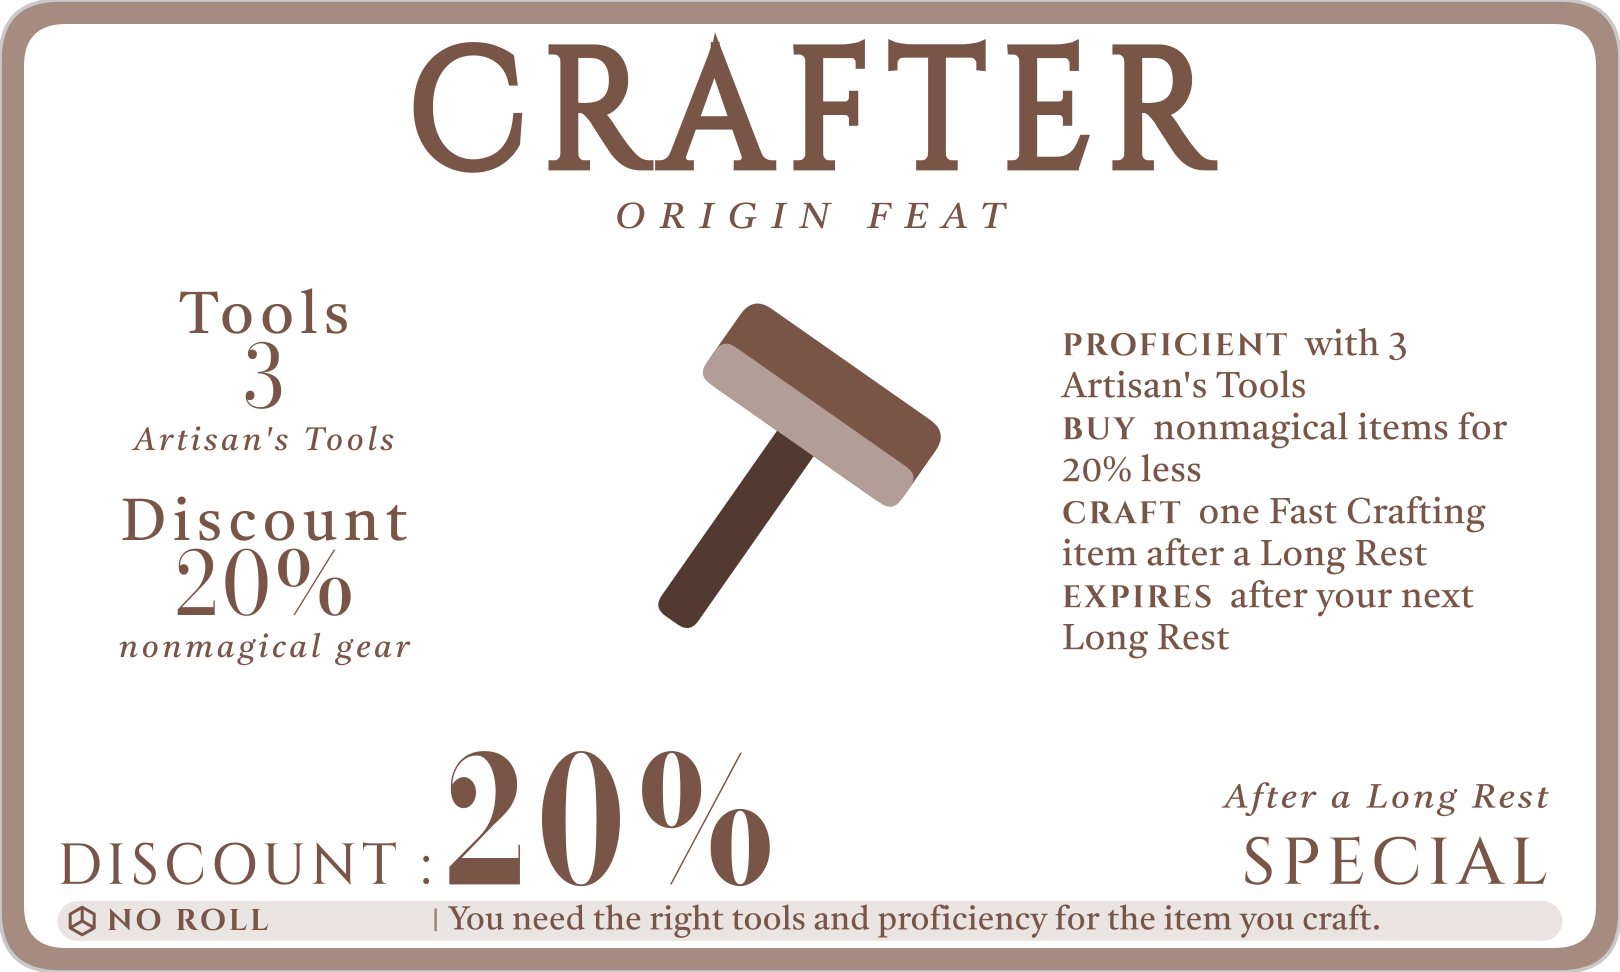 CRAFTER
ORIGIN FEAT
Tools
3
Artisan's Tools
Discount
20%
nonmagical gear
PROFICIENT with 3
Artisan's Tools
BUY nonmagical items for
20% less
CRAFT one Fast Crafting
item after a Long Rest
EXPIRES after your next
Long Rest
DISCOUNT : 20%
After a Long Rest
SPECIAL
NO ROLL | You need the right tools and proficiency for the item you craft.